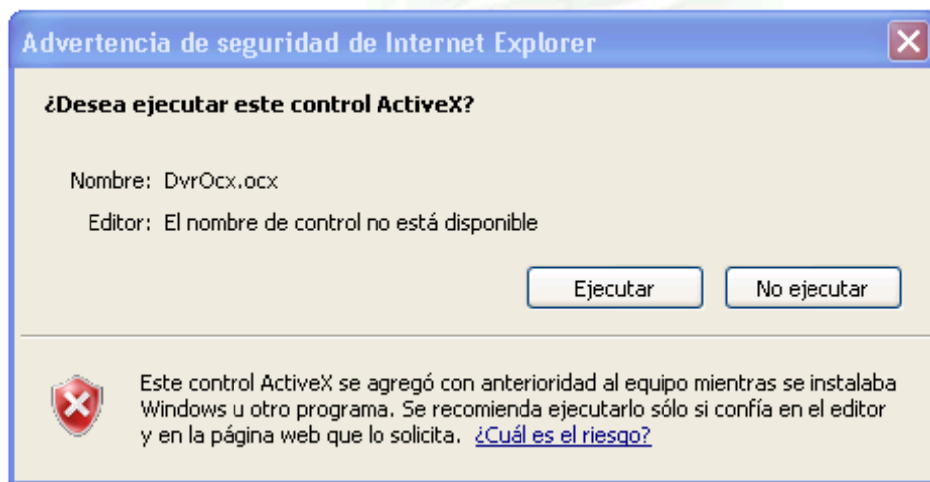 Advertencia de seguridad de Internet Explorer
¿Desea ejecutar este control ActiveX?
Nombre: DvrOcx.ocx
Editor: El nombre de control no está disponible
Ejecutar No ejecutar
Este control ActiveX se agregó con anterioridad al equipo mientras se instalaba
Windows u otro programa. Se recomienda ejecutarlo sólo si confía en el editor
y en la página web que lo solicita. ¿Cuál es el riesgo?